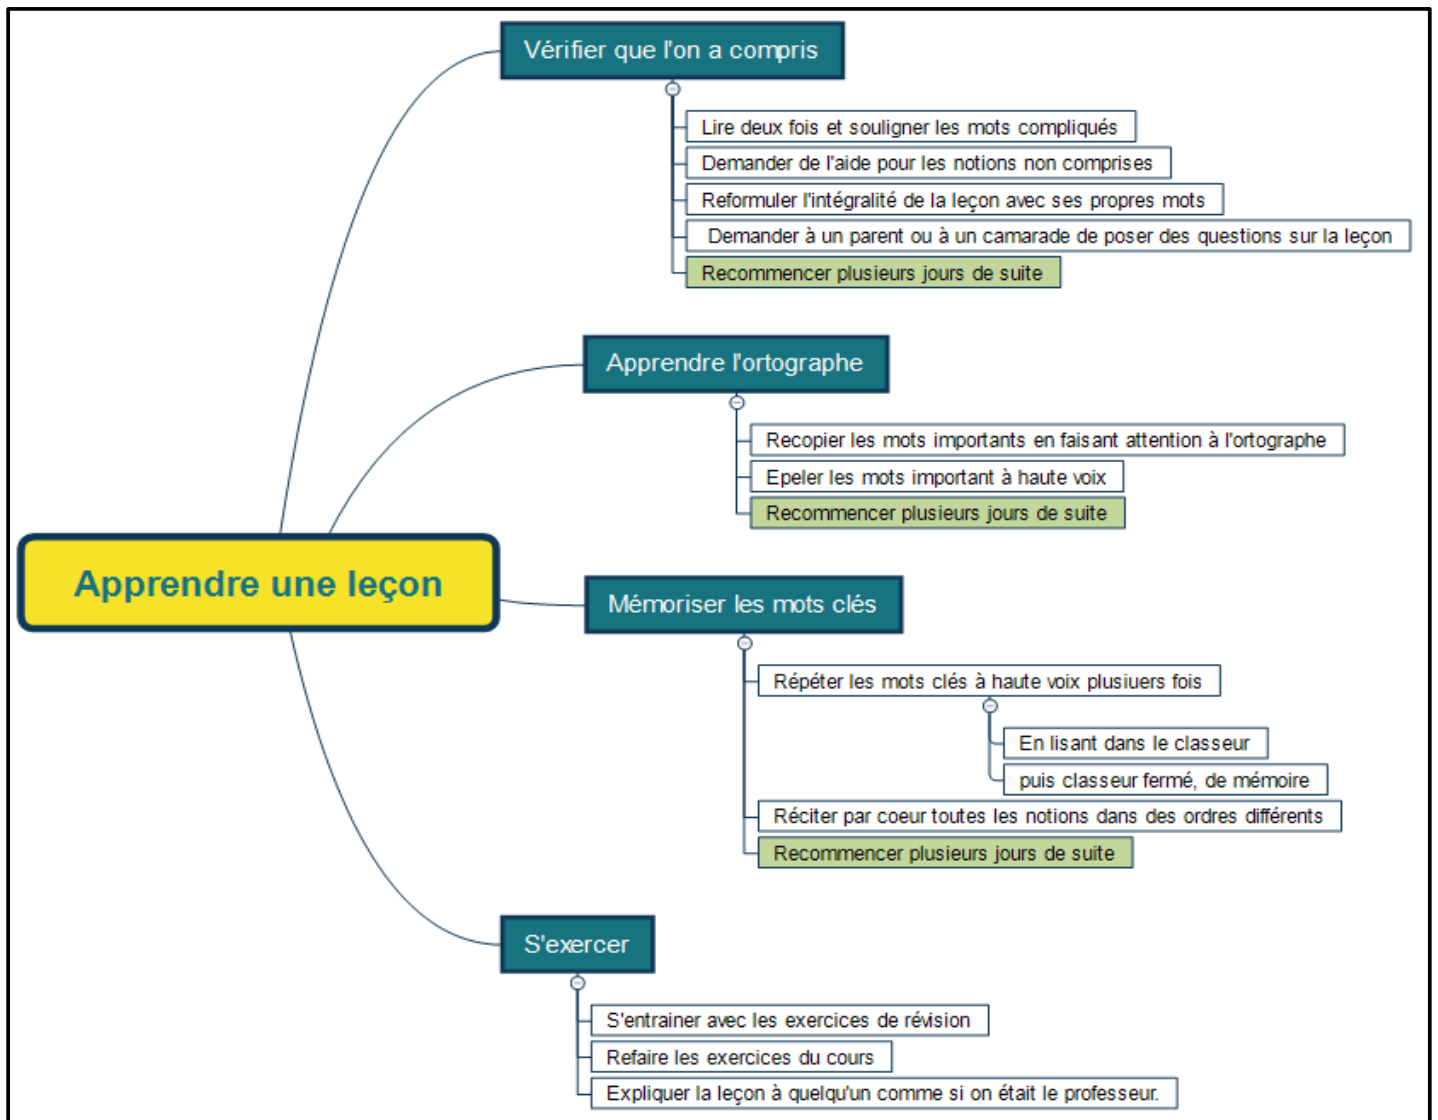 Vérifier que l'on a compris
Lire deux fois et souligner les mots compliqués
Demander de l'aide pour les notions non comprises
Reformuler l'intégralité de la leçon avec ses propres mots
Demander à un parent ou à un camarade de poser des questions sur la leçon
Recommencer plusieurs jours de suite
Apprendre l'ortographe
Recopier les mots importants en faisant attention à l'ortographe
Epeler les mots important à haute voix
Recommencer plusieurs jours de suite
Apprendre une leçon
Mémoriser les mots clés
Répéter les mots clés à haute voix plusiuers fois
En lisant dans le classeur
puis classeur fermé, de mémoire
Réciter par coeur toutes les notions dans des ordres différents
Recommencer plusieurs jours de suite
S'exercer
S'entrainer avec les exercices de révision
Refaire les exercices du cours
Expliquer la leçon à quelqu'un comme si on était le professeur.